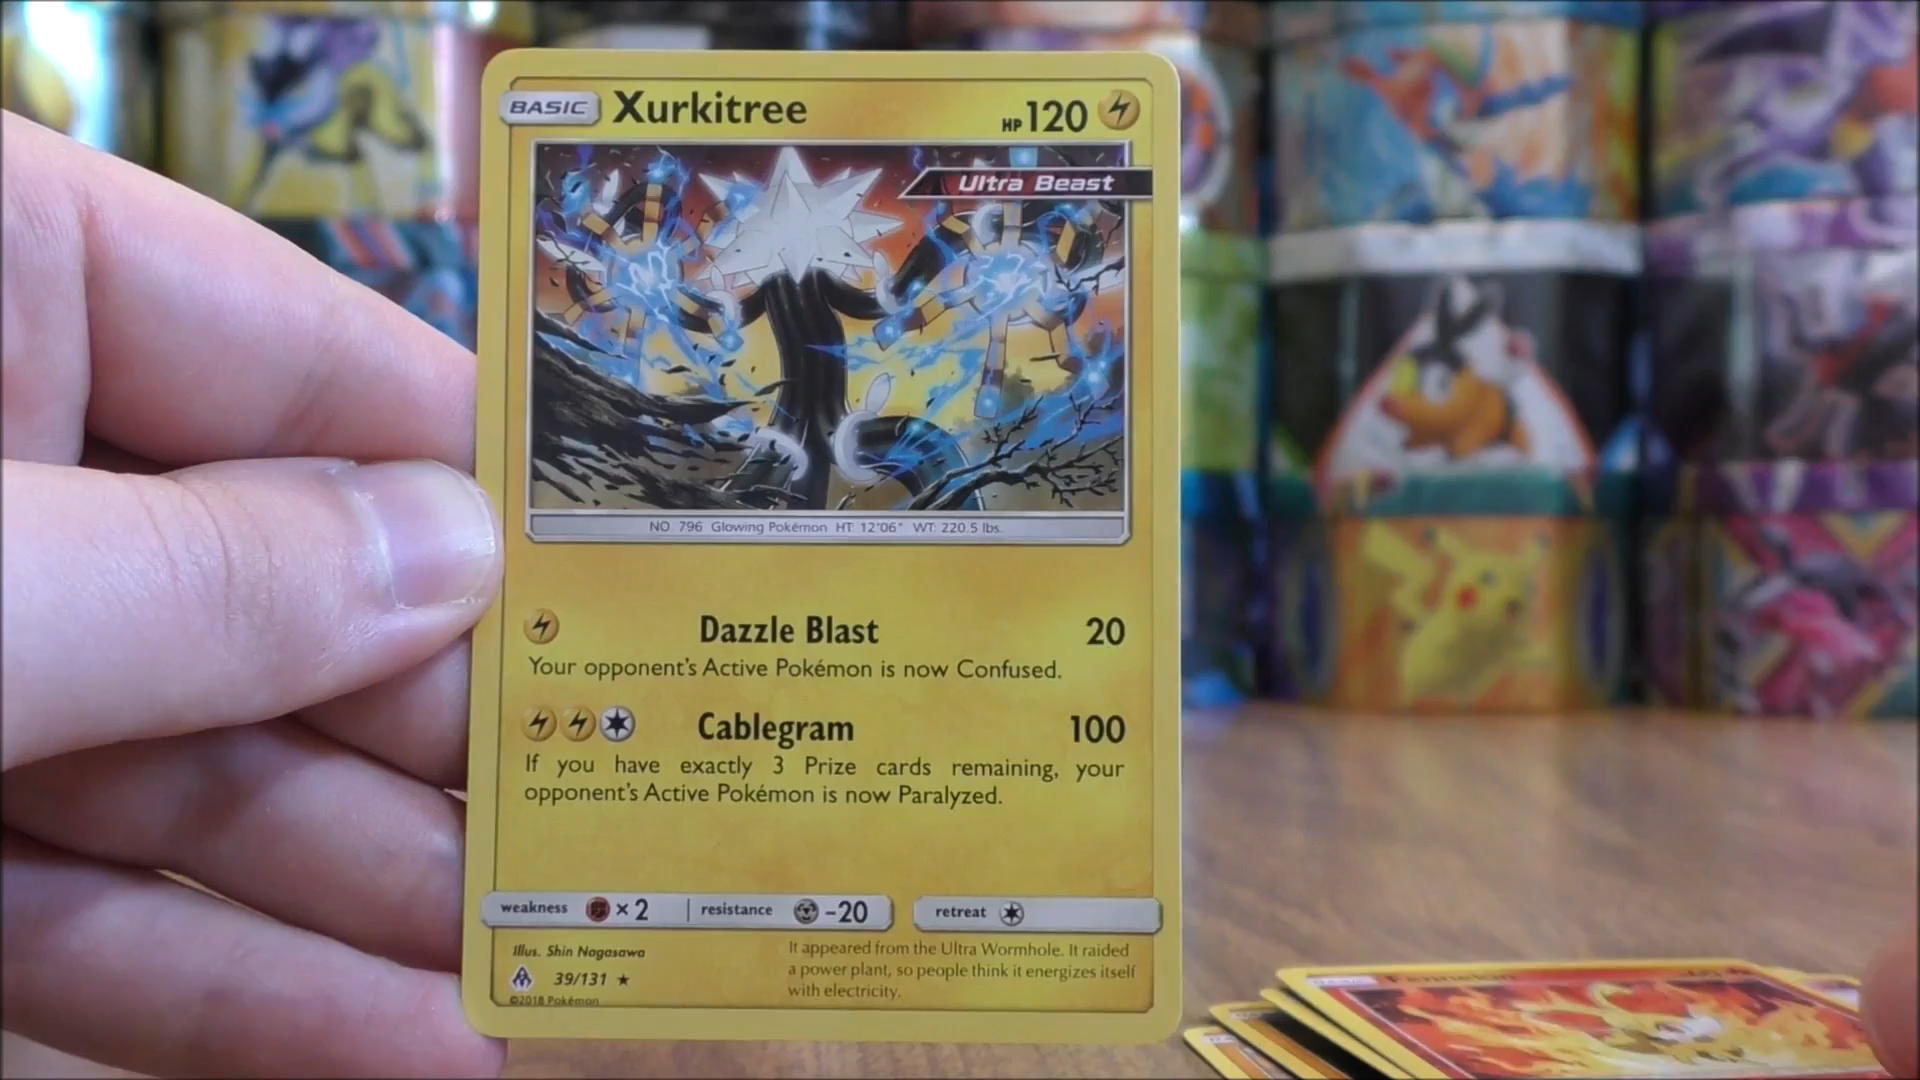 BASIC Xurkitree HP 120
Ultra Beast
NO. 796 Glowing Pokémon HT: 12'06" WT: 220.5 lbs.
Dazzle Blast 20
Your opponent's Active Pokémon is now Confused.
Cablegram 100
If you have exactly 3 Prize cards remaining, your
opponent's Active Pokémon is now Paralyzed.
weakness ×2 resistance -20 retreat
Illus. Shin Nagasawa
39/131 ★
©2018 Pokémon
It appeared from the Ultra Wormhole. It raided
a power plant, so people think it energizes itself
with electricity.
Fennekin